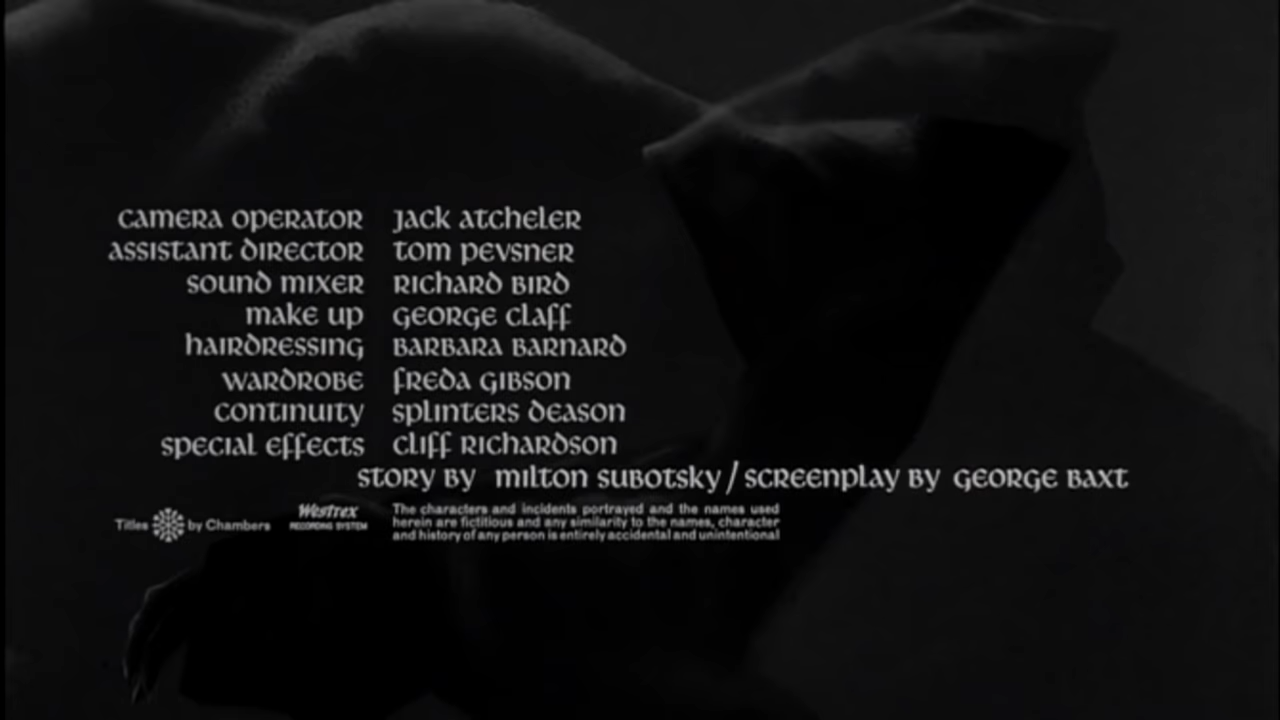 camera operator jack atcheler
assistant director tom pevsner
sound mixer richard bird
make up george claff
hairdressing barbara barnard
wardrobe freda gibson
continuity splinters deason
special effects cliff richardson
story by milton subotsky / screenplay by george baxt
Titles by Chambers
Westrex
RECORDING SYSTEM
The characters and incidents portrayed and the names used
herein are fictitious and any similarity to the names, character
and history of any person is entirely accidental and unintentional